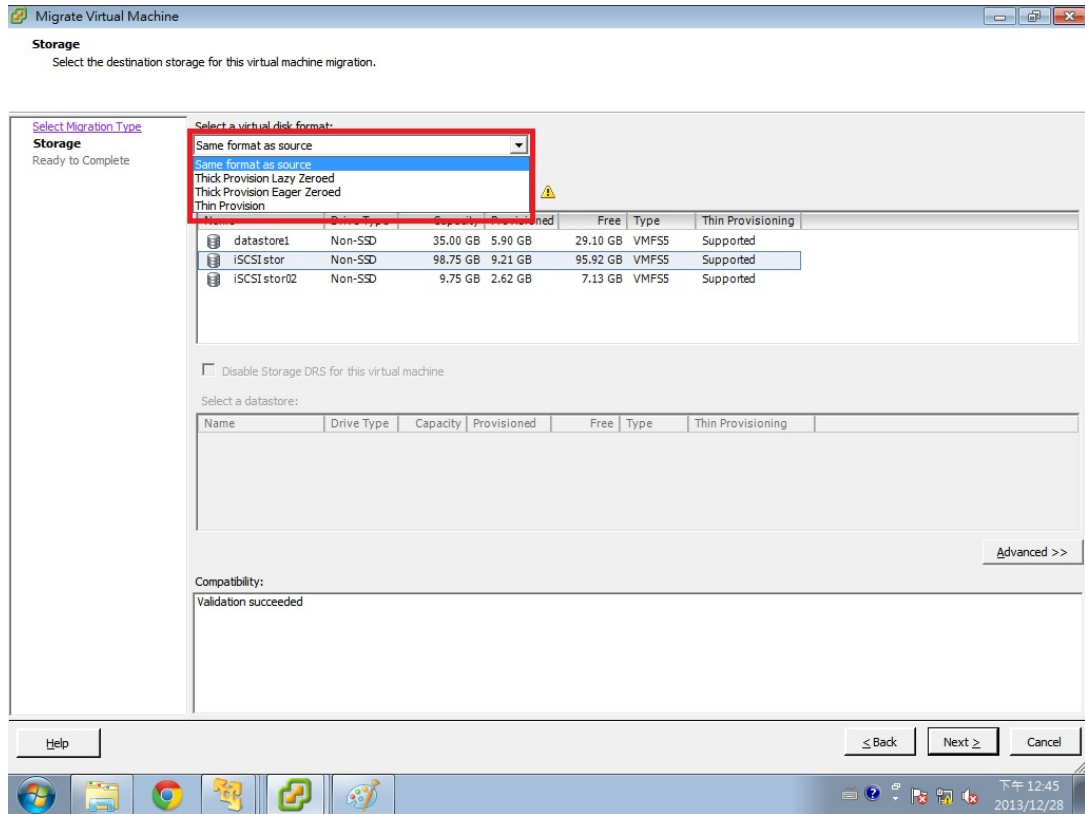 Migrate Virtual Machine
Storage
Select the destination storage for this virtual machine migration.
Select Migration Type
Storage
Ready to Complete
Select a virtual disk format:
Same format as source
Same format as source
Thick Provision Lazy Zeroed
Thick Provision Eager Zeroed
Thin Provision
Name Drive Type Capacity Provisioned Free Type Thin Provisioning
datastore1 Non-SSD 35.00 GB 5.90 GB 29.10 GB VMFS5 Supported
iSCSIstor Non-SSD 98.75 GB 9.21 GB 95.92 GB VMFS5 Supported
iSCSIstor02 Non-SSD 9.75 GB 2.62 GB 7.13 GB VMFS5 Supported
Disable Storage DRS for this virtual machine
Select a datastore:
Name Drive Type Capacity Provisioned Free Type Thin Provisioning
Advanced >>
Compatibility:
Validation succeeded
Help
< Back Next > Cancel
下午 12:45
2013/12/28